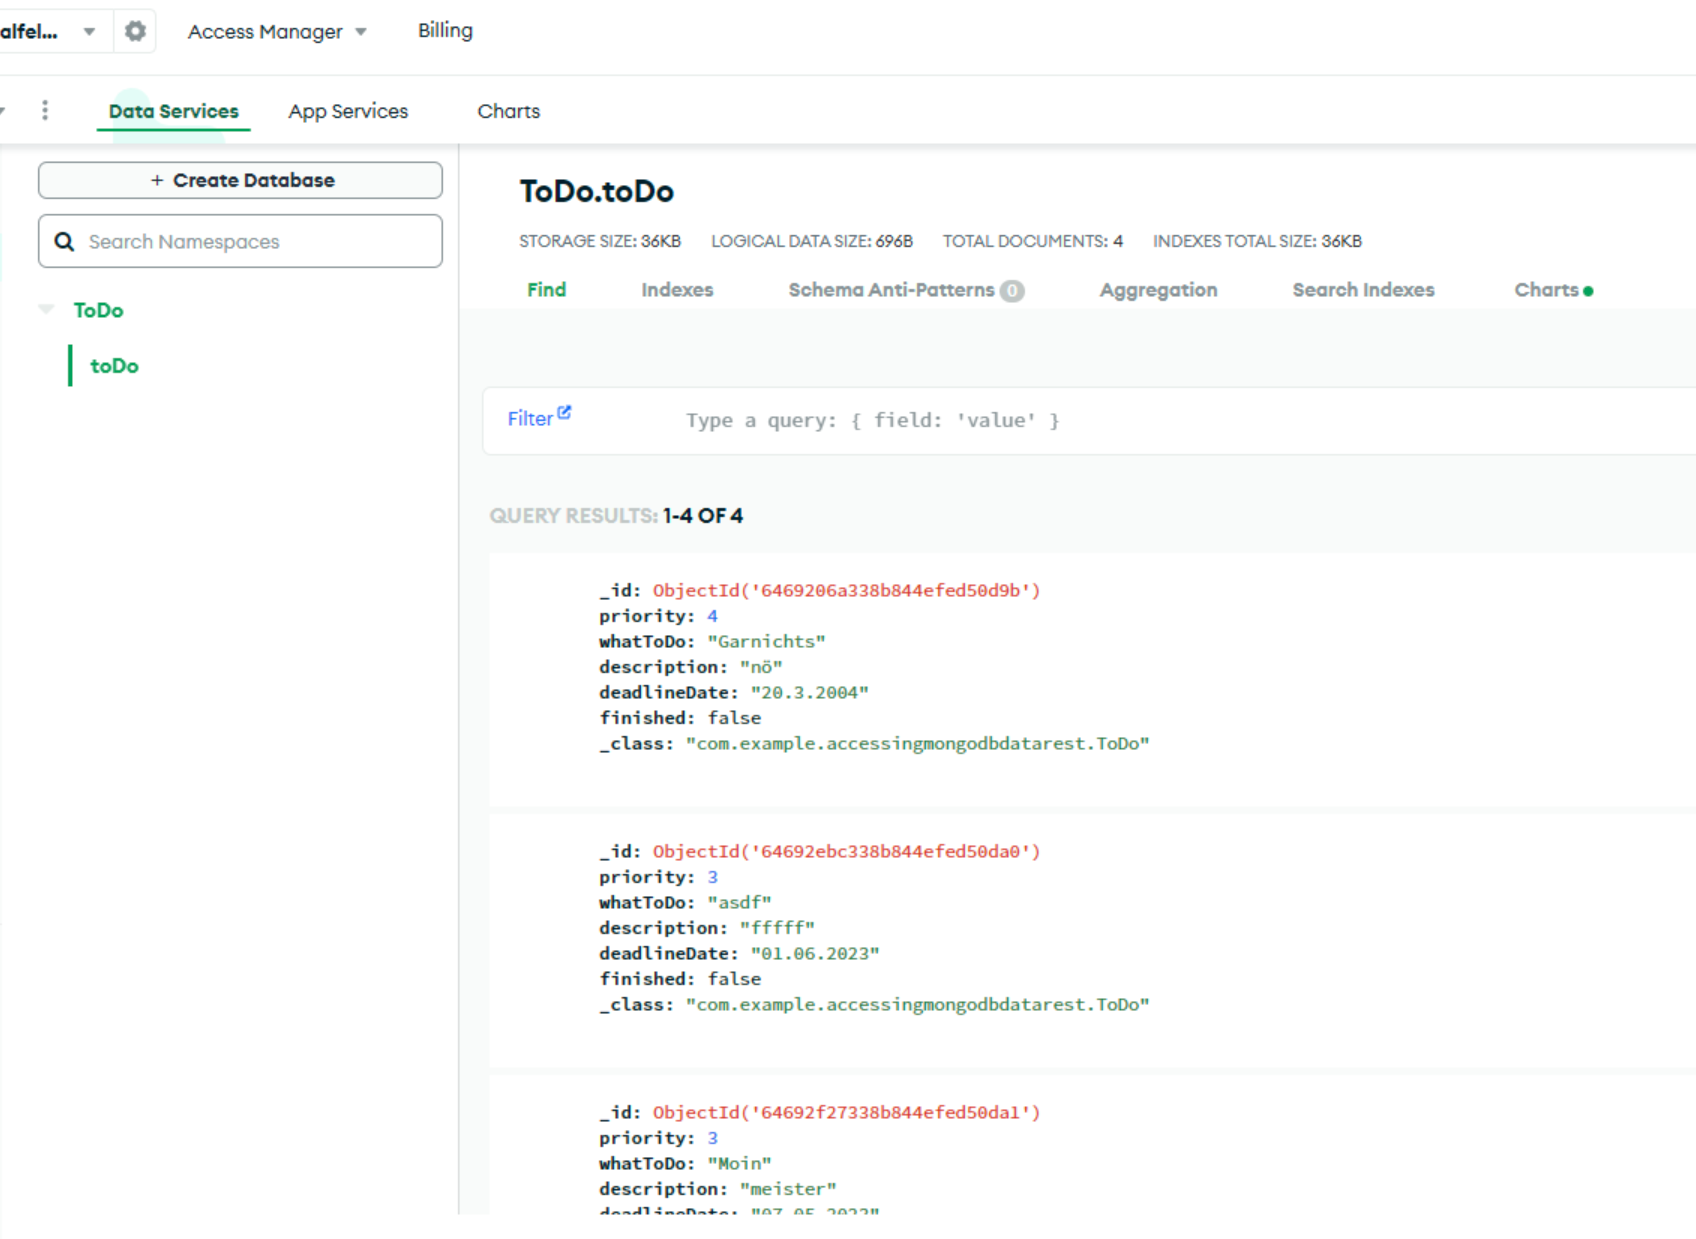 alfel...
Access Manager
Billing
Data Services
App Services
Charts
+ Create Database
Search Namespaces
ToDo
toDo
ToDo.toDo
STORAGE SIZE: 36KB LOGICAL DATA SIZE: 696B TOTAL DOCUMENTS: 4 INDEXES TOTAL SIZE: 36KB
Find Indexes Schema Anti-Patterns 0 Aggregation Search Indexes Charts
Filter Type a query: { field: 'value' }
QUERY RESULTS: 1-4 OF 4
_id: ObjectId('6469206a338b844efed50d9b')
priority: 4
whatToDo: "Garnichts"
description: "nö"
deadlineDate: "20.3.2004"
finished: false
_class: "com.example.accessingmongodbdatarest.ToDo"
_id: ObjectId('64692ebc338b844efed50da0')
priority: 3
whatToDo: "asdf"
description: "fffff"
deadlineDate: "01.06.2023"
finished: false
_class: "com.example.accessingmongodbdatarest.ToDo"
_id: ObjectId('64692f27338b844efed50da1')
priority: 3
whatToDo: "Moin"
description: "meister"
deadlineDate: "07.05.2023"